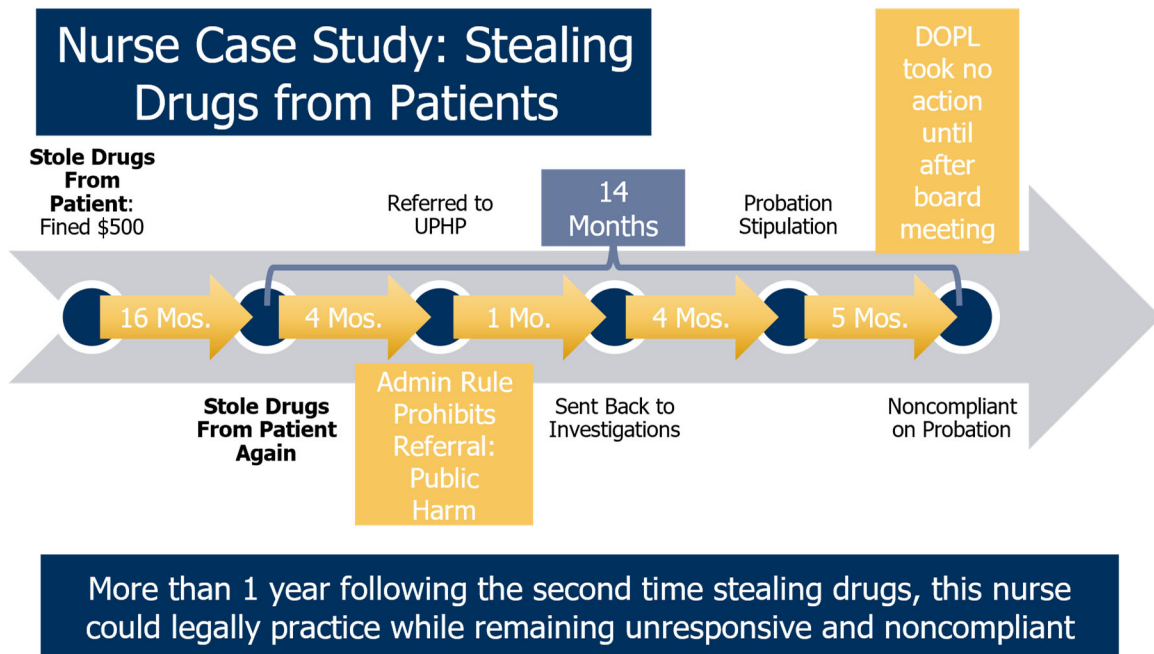 Nurse Case Study: Stealing
Drugs from Patients
DOPL
took no
action
until
after
board
meeting
Stole Drugs
From
Patient:
Fined $500
Referred to
UPHP
14
Months
Probation
Stipulation
16 Mos.
4 Mos.
1 Mo.
4 Mos.
5 Mos.
Stole Drugs
From Patient
Again
Admin Rule
Prohibits
Referral:
Public
Harm
Sent Back to
Investigations
Noncompliant
on Probation
More than 1 year following the second time stealing drugs, this nurse
could legally practice while remaining unresponsive and noncompliant